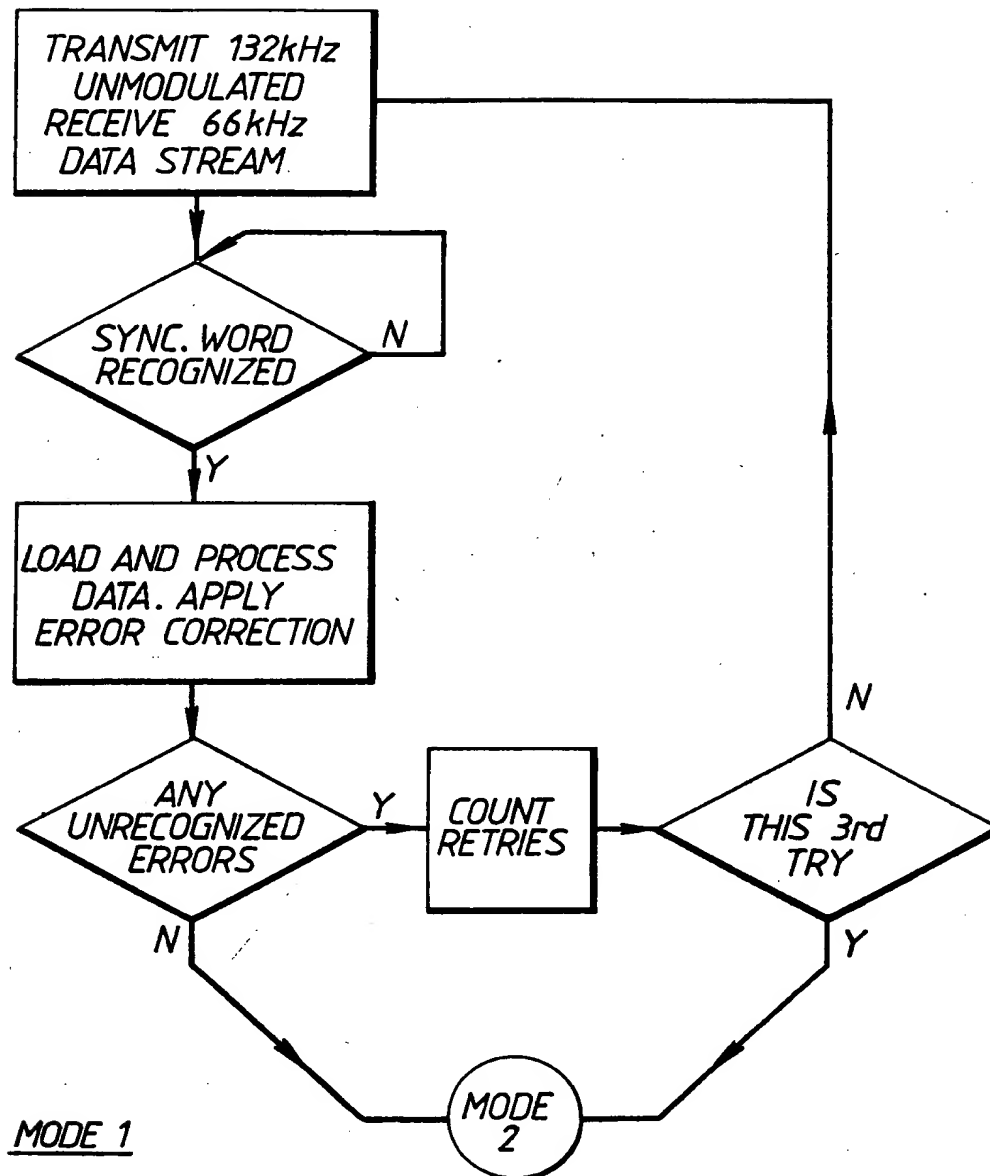 TRANSMIT 132kHz
UNMODULATED
RECEIVE 66kHz
DATA STREAM
SYNC. WORD
RECOGNIZED
N
Y
LOAD AND PROCESS
DATA. APPLY
ERROR CORRECTION
ANY
UNRECOGNIZED
ERRORS
Y
N
COUNT
RETRIES
IS
THIS 3rd
TRY
N
Y
MODE
2
MODE 1